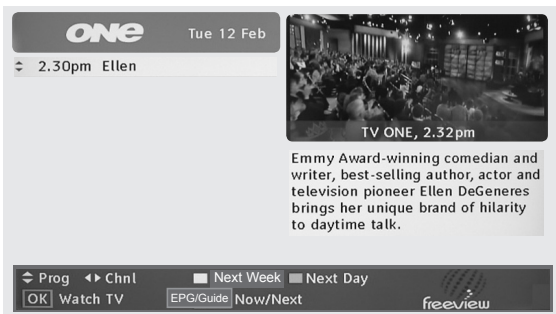 ONE Tue 12 Feb
2.30pm Ellen
TV ONE, 2.32pm
Emmy Award-winning comedian and
writer, best-selling author, actor and
television pioneer Ellen DeGeneres
brings her unique brand of hilarity
to daytime talk.
Prog Chnl Next Week Next Day
OK Watch TV EPG/Guide Now/Next
freeview